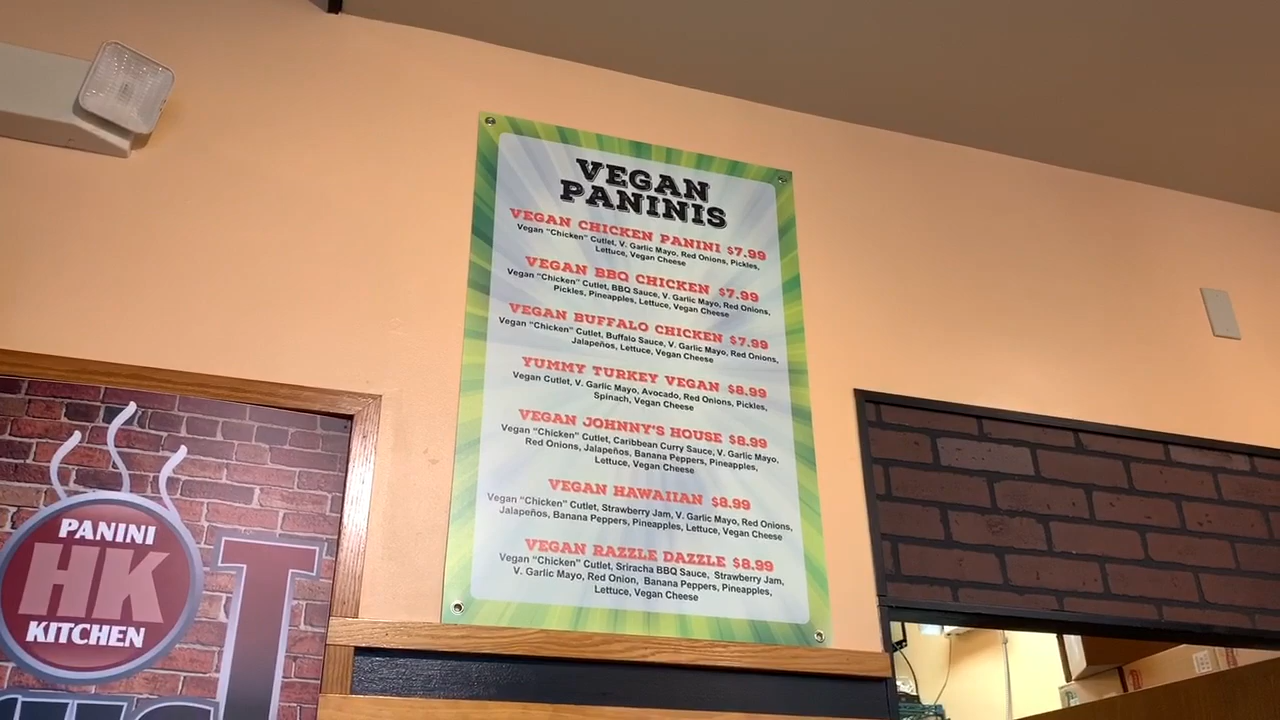 VEGAN
PANINIS
VEGAN CHICKEN PANINI $7.99
Vegan "Chicken" Cutlet, V. Garlic Mayo, Red Onions, Pickles,
Lettuce, Vegan Cheese
VEGAN BBQ CHICKEN $7.99
Vegan "Chicken" Cutlet, BBQ Sauce, V. Garlic Mayo, Red Onions,
Pickles, Pineapples, Lettuce, Vegan Cheese
VEGAN BUFFALO CHICKEN $7.99
Vegan "Chicken" Cutlet, Buffalo Sauce, V. Garlic Mayo, Red Onions,
Jalapeños, Lettuce, Vegan Cheese
YUMMY TURKEY VEGAN $8.99
Vegan Cutlet, V. Garlic Mayo, Avocado, Red Onions, Pickles,
Spinach, Vegan Cheese
VEGAN JOHNNY'S HOUSE $8.99
Vegan "Chicken" Cutlet, Caribbean Curry Sauce, V. Garlic Mayo,
Red Onions, Jalapeños, Banana Peppers, Pineapples,
Lettuce, Vegan Cheese
VEGAN HAWAIIAN $8.99
Vegan "Chicken" Cutlet, Strawberry Jam, V. Garlic Mayo, Red Onions,
Jalapeños, Banana Peppers, Pineapples, Lettuce, Vegan Cheese
VEGAN RAZZLE DAZZLE $8.99
Vegan "Chicken" Cutlet, Sriracha BBQ Sauce, Strawberry Jam,
V. Garlic Mayo, Red Onion, Banana Peppers, Pineapples,
Lettuce, Vegan Cheese
PANINI
HK
KITCHEN